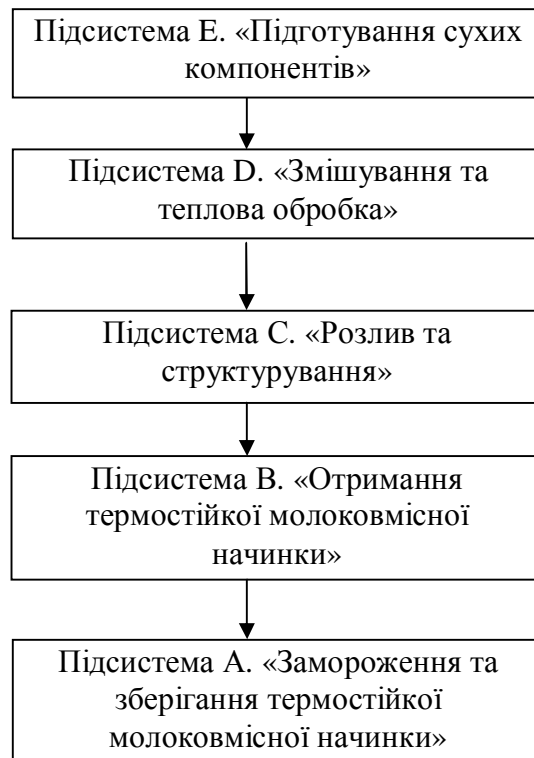 Підсистема Е. «Підготування сухих
компонентів»
Підсистема D. «Змішування та
теплова обробка»
Підсистема С. «Розлив та
структурування»
Підсистема В. «Отримання
термостійкої молоковмісної
начинки»
Підсистема А. «Замороження та
зберігання термостійкої
молоковмісної начинки»